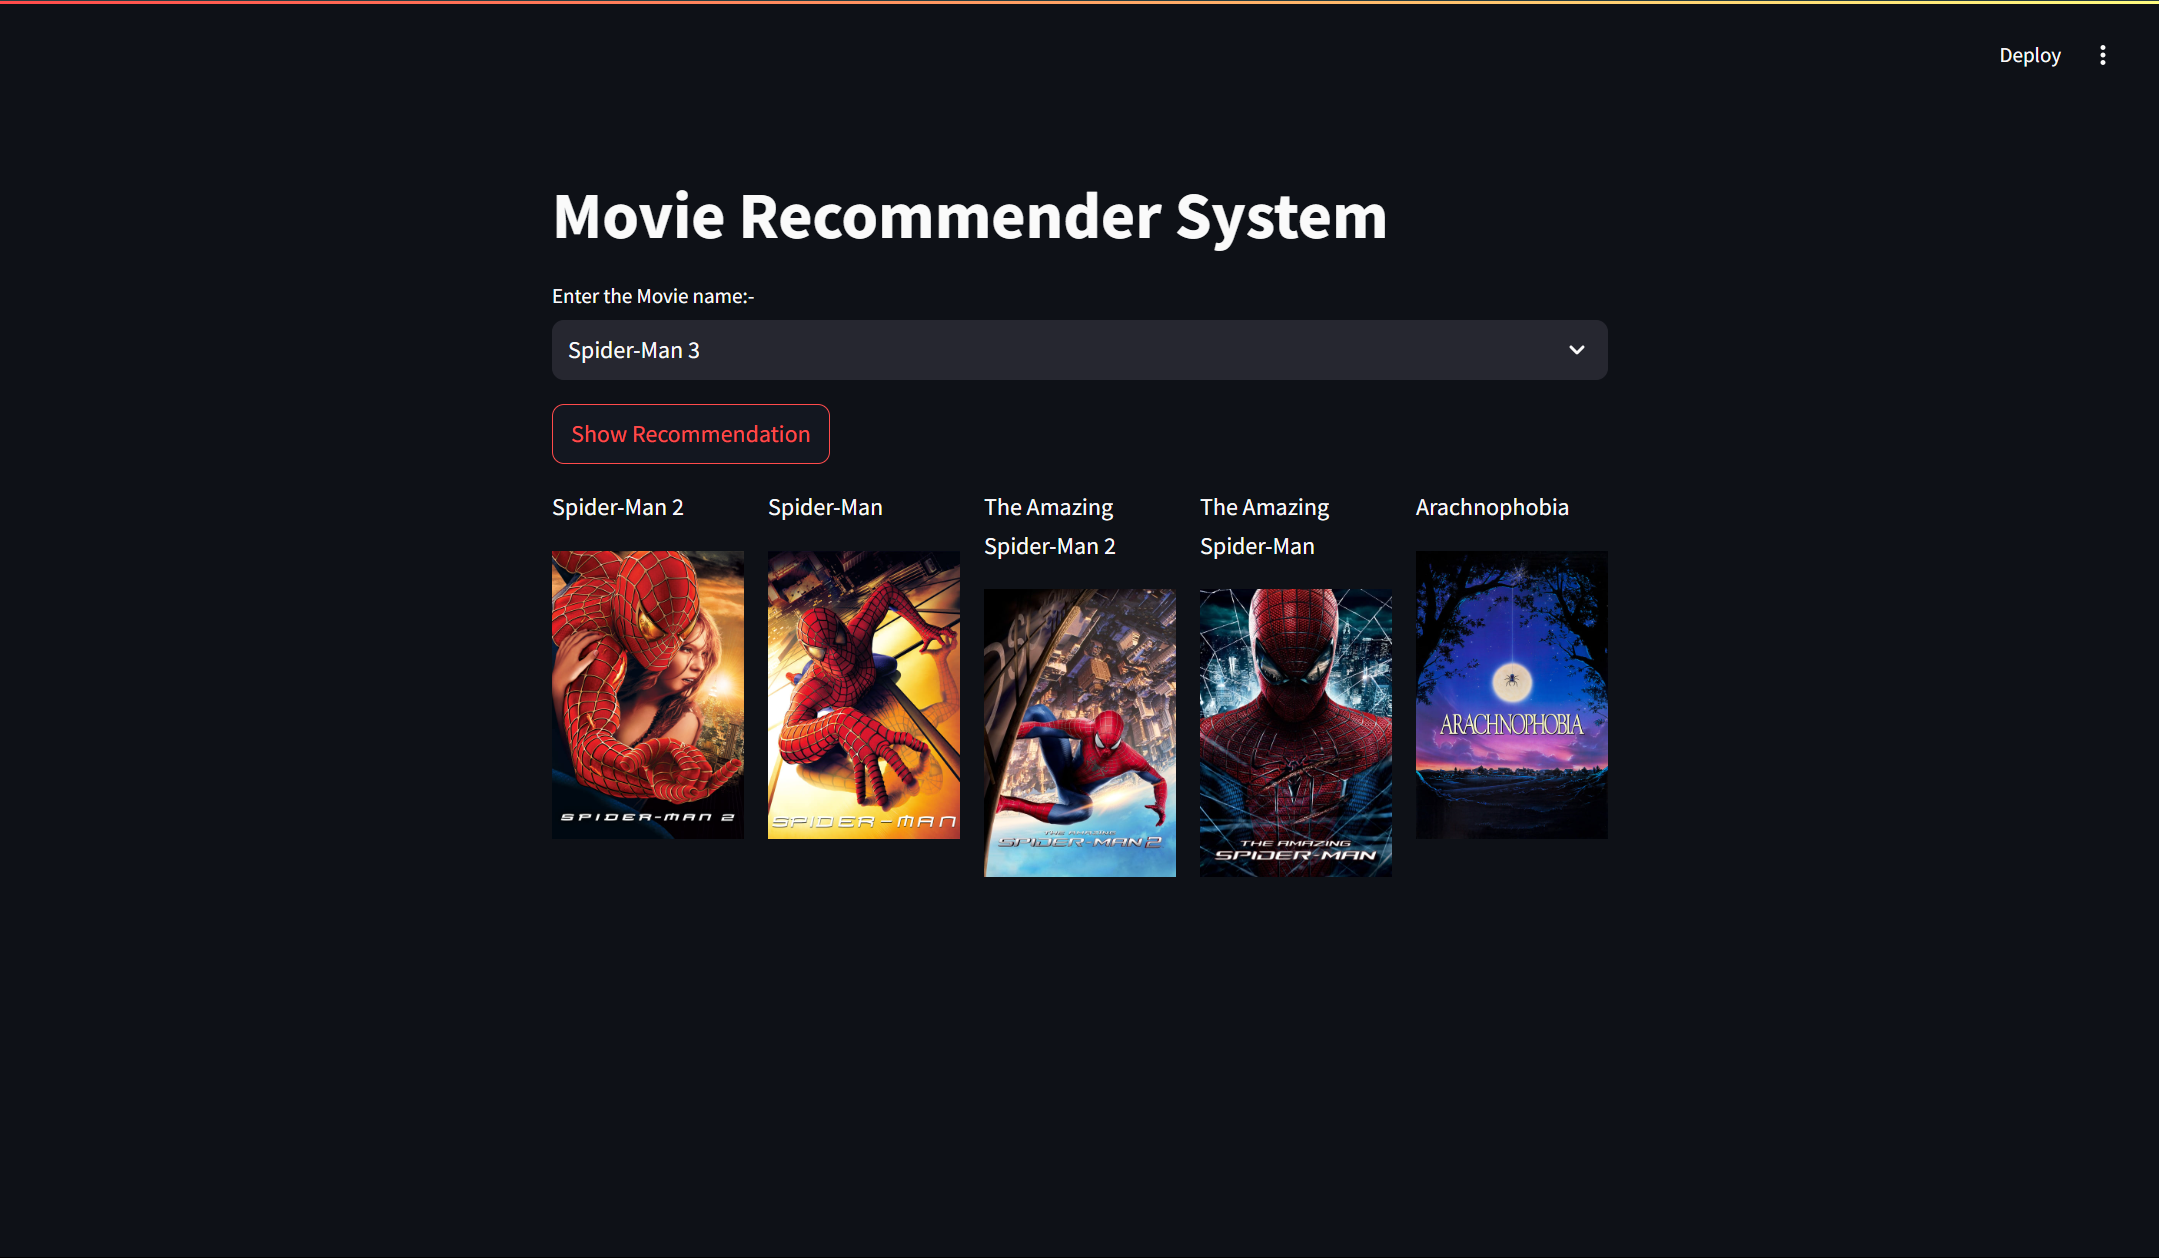 Deploy
Movie Recommender System
Enter the Movie name:-
Spider-Man 3
Show Recommendation
Spider-Man 2
Spider-Man
The Amazing
Spider-Man 2
The Amazing
Spider-Man
Arachnophobia
SPIDER-MAN 2
SPIDER-MAN
THE AMAZING
SPIDER-MAN 2
THE AMAZING
SPIDER-MAN
ARACHNOPHOBIA